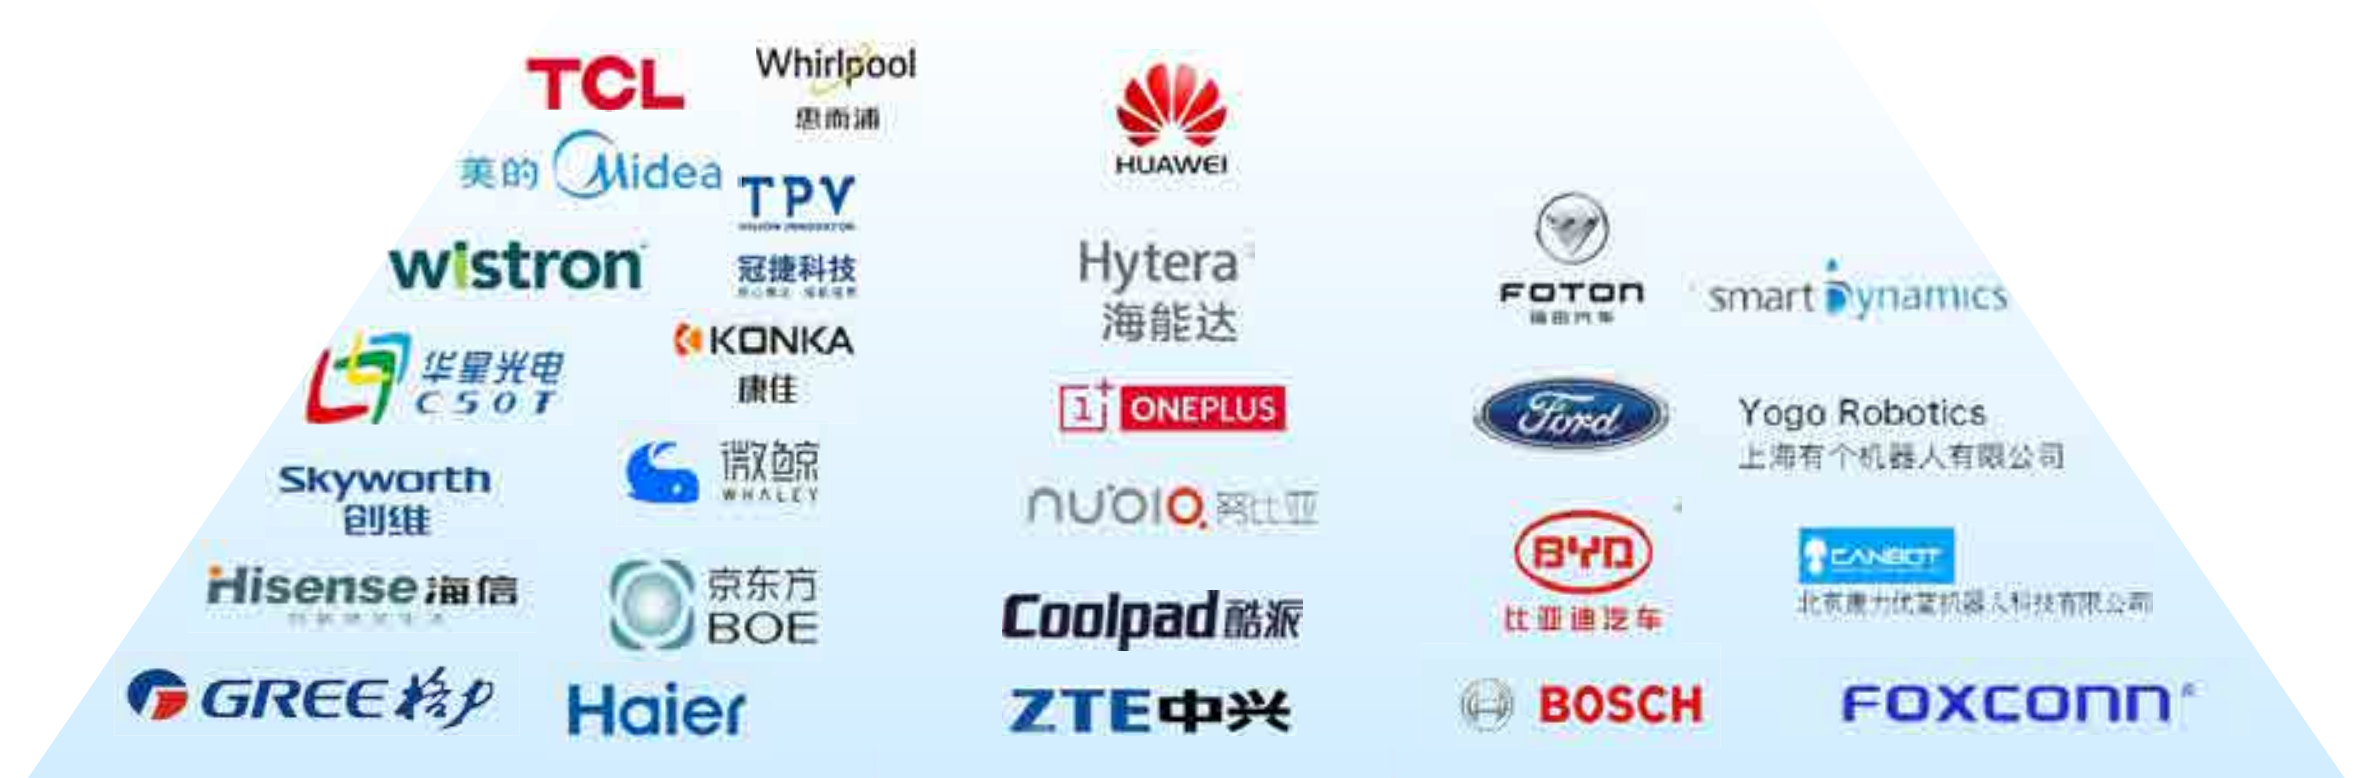 TCL
Whirlpool
惠而浦
美的 Midea
TPV
冠捷科技
wistron
KONKA
康佳
华星光电
CSOT
Skyworth
创维
微鲸
WHALEY
Hisense 海信
京东方
BOE
GREE 格力
Haier
HUAWEI
Hytera
海能达
1+ ONEPLUS
nubia 努比亚
Coolpad 酷派
ZTE中兴
FOTON
福田汽车
Ford
BYD
比亚迪汽车
BOSCH
smart Dynamics
Yogo Robotics
上海有个机器人有限公司
CANBOT
北京康力优蓝机器人科技有限公司
FOXCONN